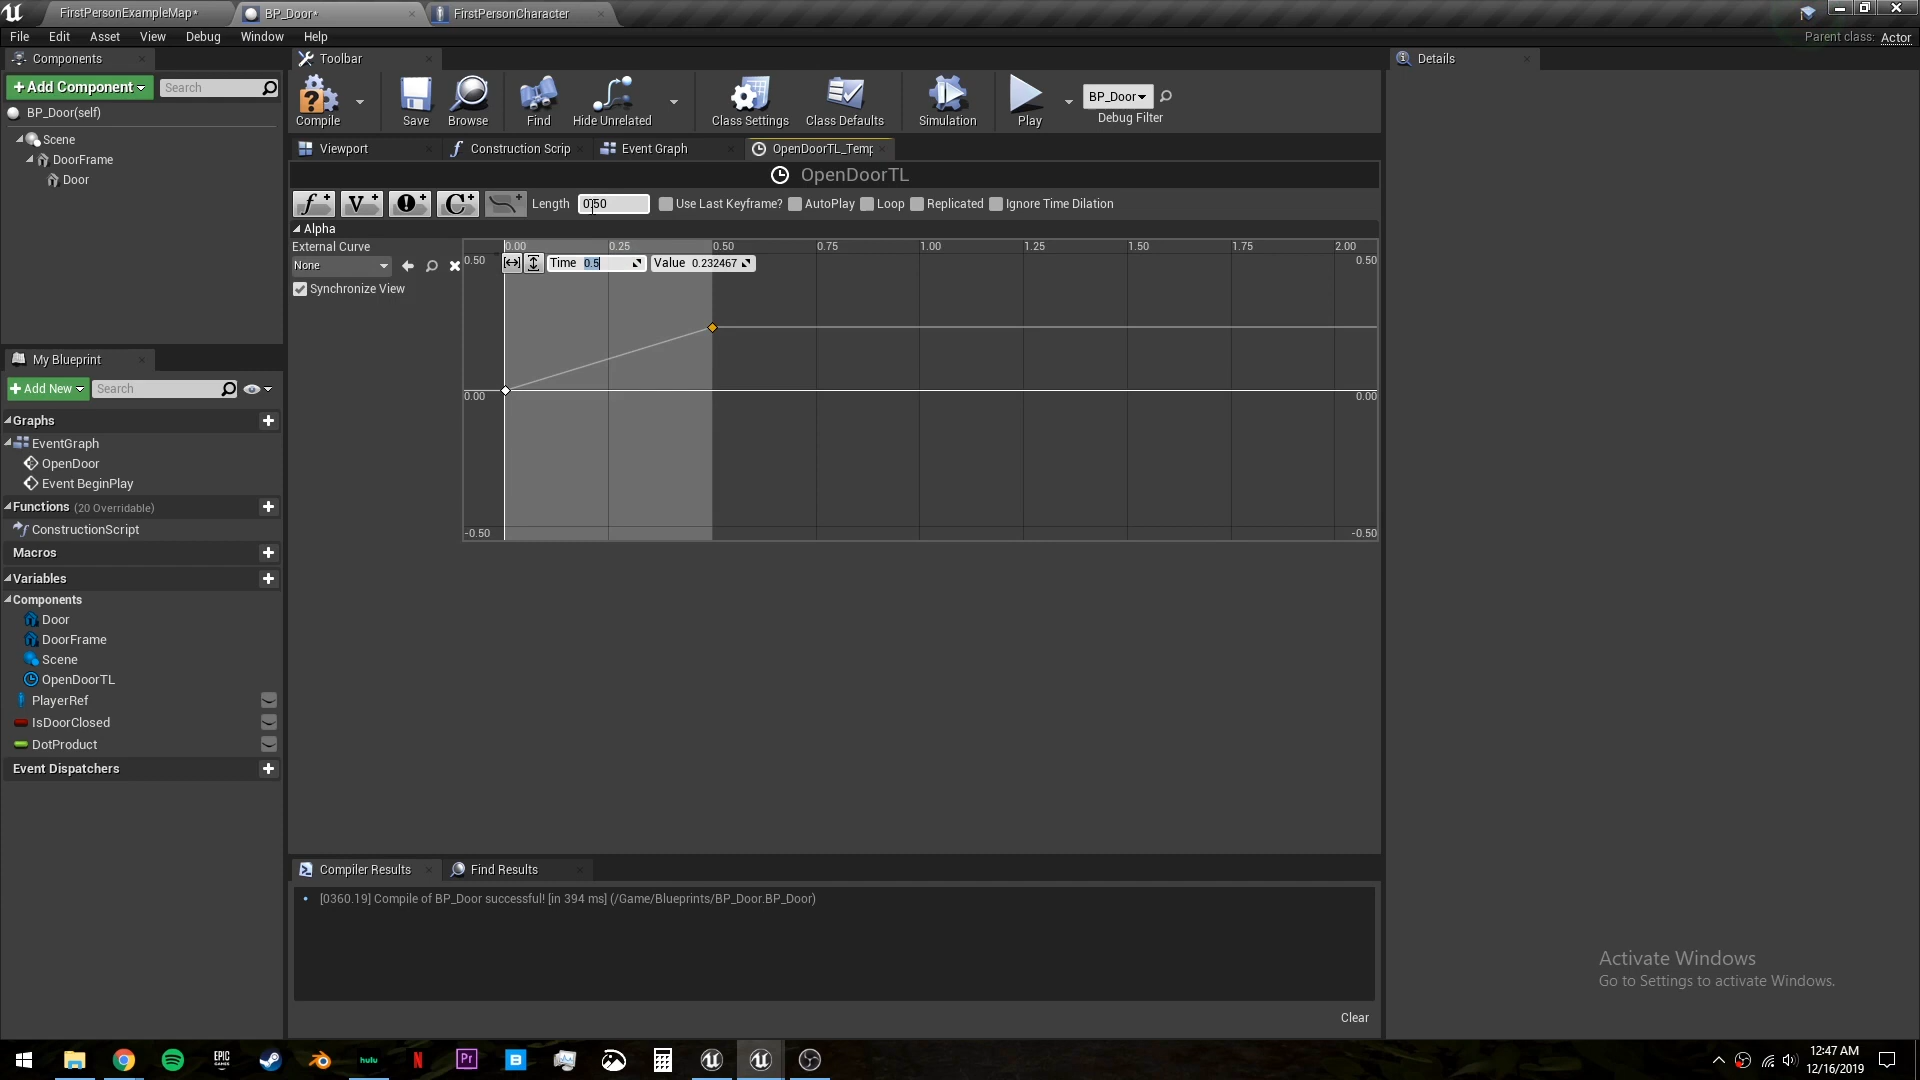 FirstPersonExampleMap*
BP_Door*
FirstPersonCharacter
File Edit Asset View Debug Window Help
Parent class: Actor
Components
Toolbar
Details
+Add Component
Search
BP_Door(self)
Scene
DoorFrame
Door
Compile
Save
Browse
Find
Hide Unrelated
Class Settings
Class Defaults
Simulation
Play
BP_Door
Debug Filter
Viewport
Construction Scrip
Event Graph
OpenDoorTL_Temp
OpenDoorTL
Length 0.50 Use Last Keyframe? AutoPlay Loop Replicated Ignore Time Dilation
Alpha
External Curve
None
Synchronize View
0.00 0.25 0.50 0.75 1.00 1.25 1.50 1.75 2.00
0.50 Time 0.5 Value 0.232467 0.50
0.00 0.00
-0.50 -0.50
My Blueprint
+Add New
Search
Graphs
EventGraph
OpenDoor
Event BeginPlay
Functions (20 Overridable)
ConstructionScript
Macros
Variables
Components
Door
DoorFrame
Scene
OpenDoorTL
PlayerRef
IsDoorClosed
DotProduct
Event Dispatchers
Compiler Results
Find Results
[0360.19] Compile of BP_Door successful! [in 394 ms] (/Game/Blueprints/BP_Door.BP_Door)
Clear
Activate Windows
Go to Settings to activate Windows.
EPIC
GAMES
hulu
N
Pr
B
12:47 AM
12/16/2019